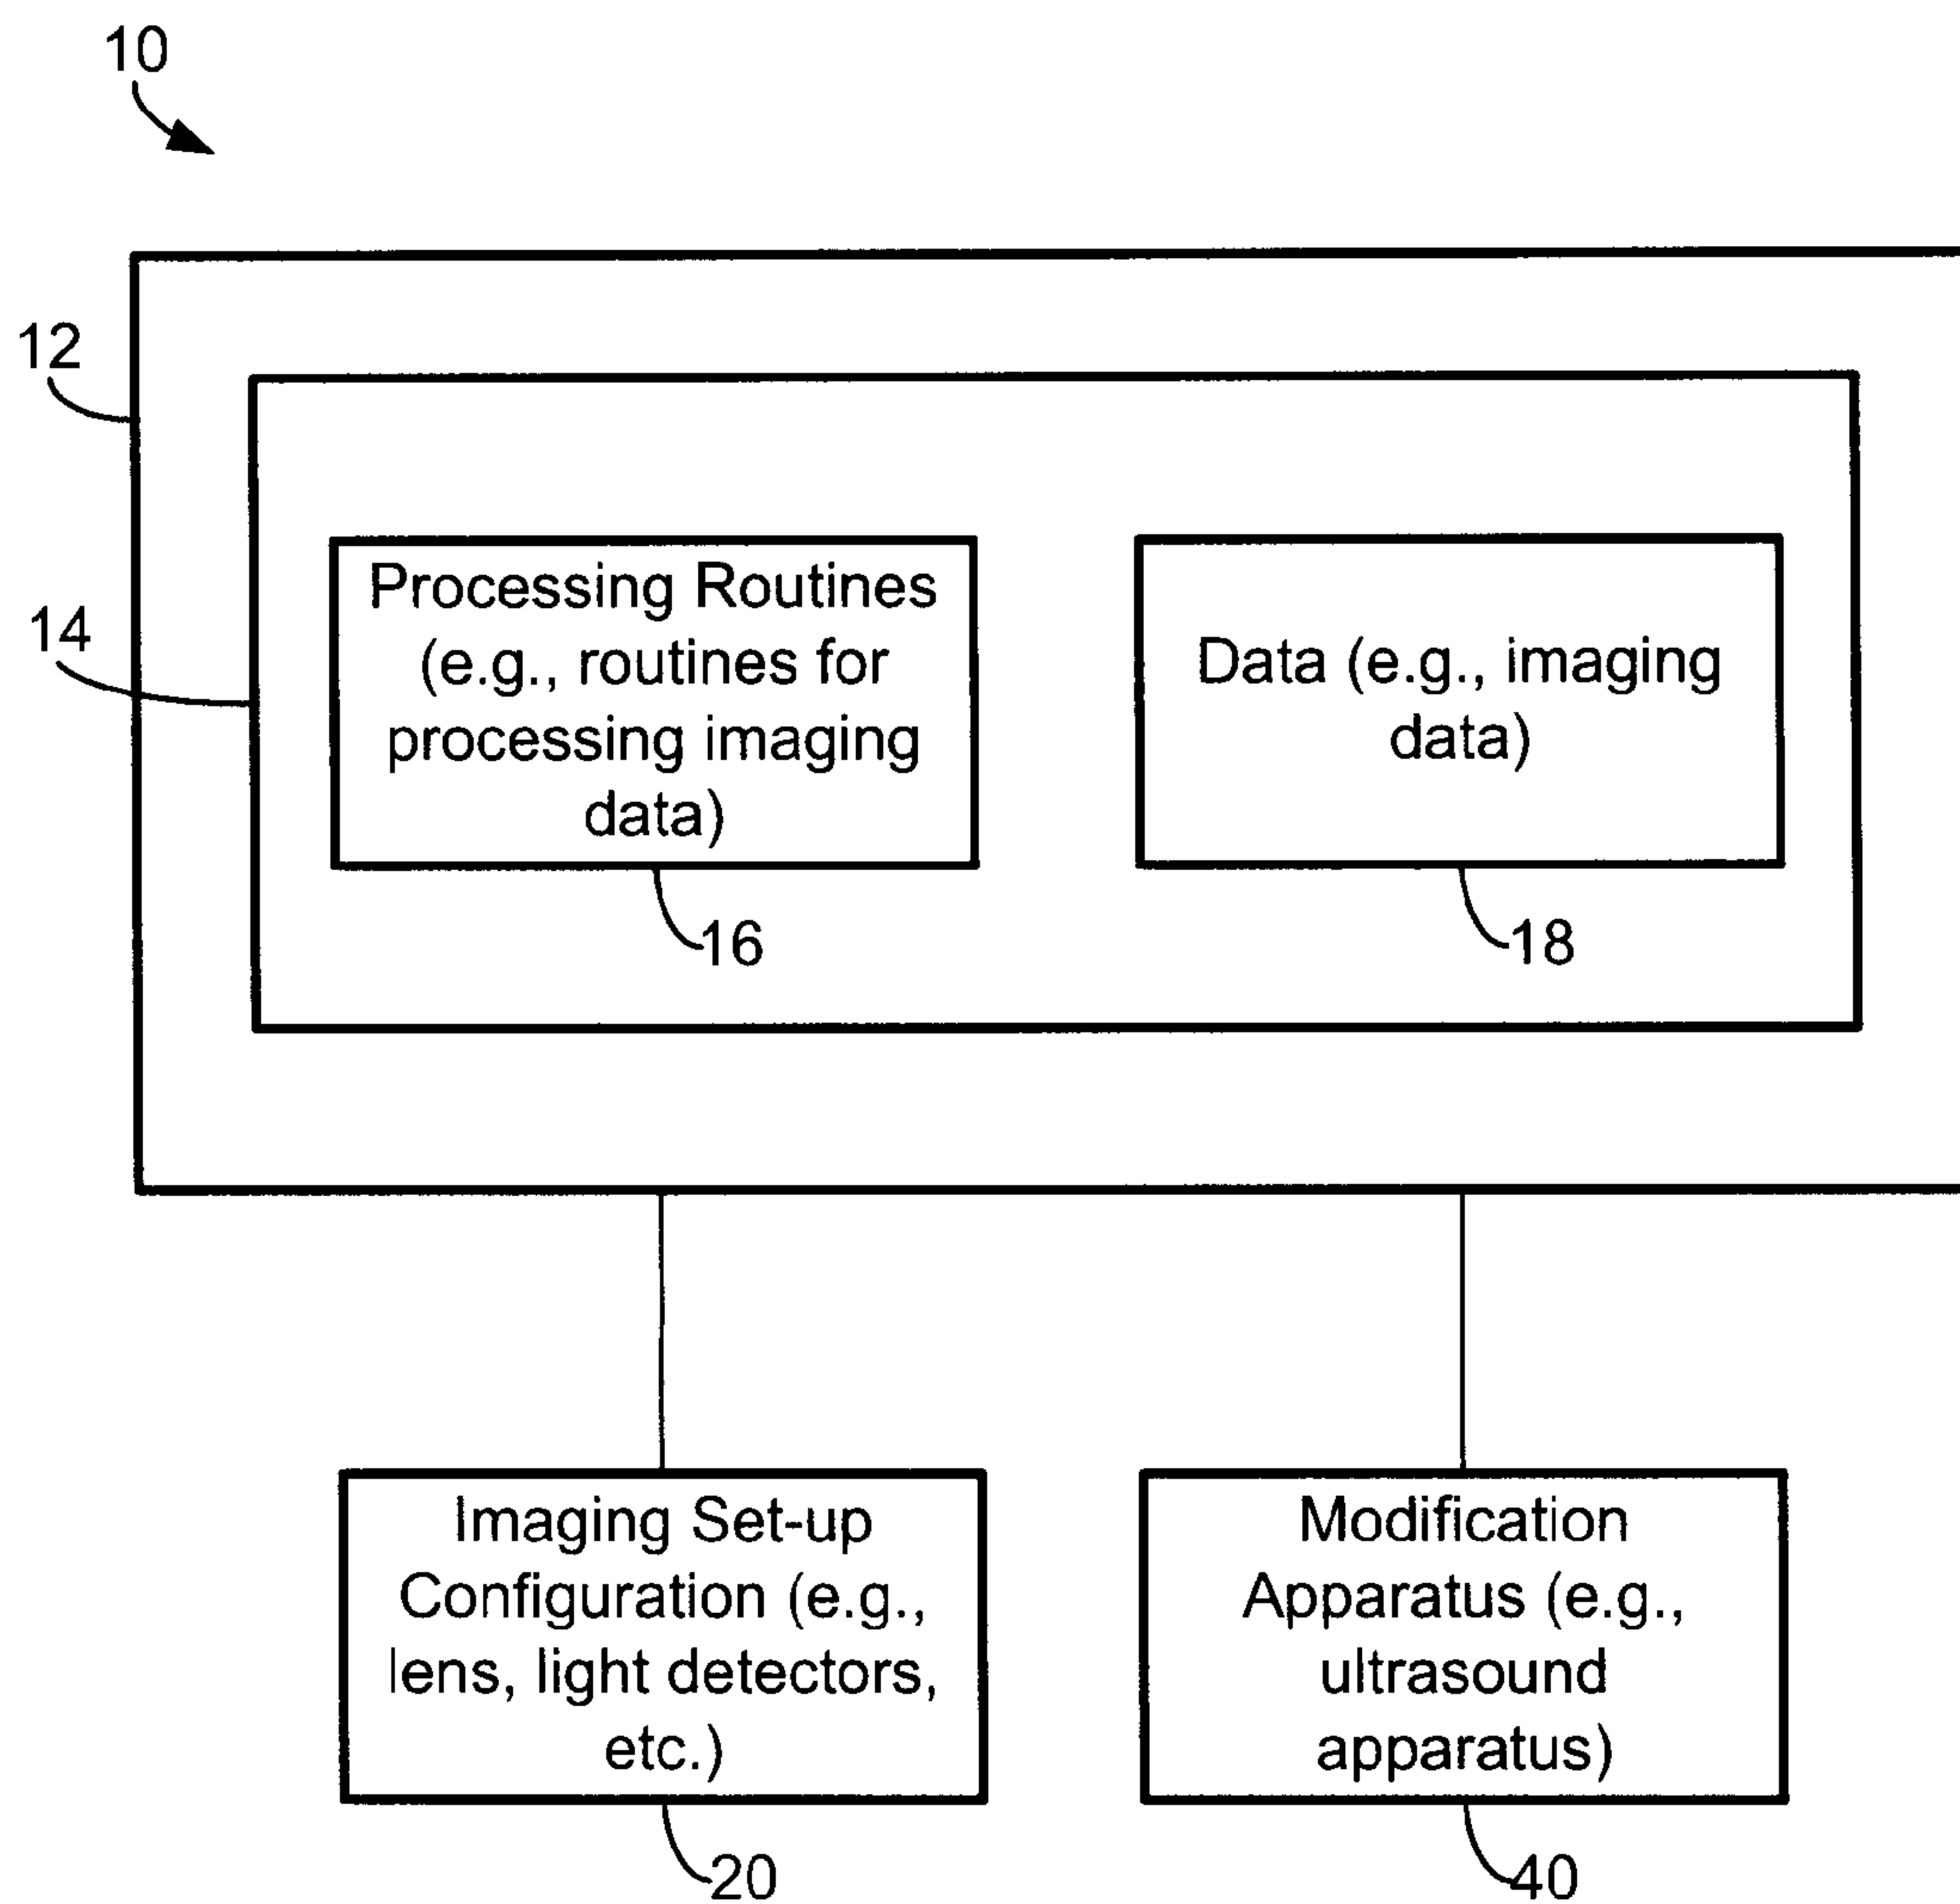 10
12
14
Processing Routines
(e.g., routines for
processing imaging
data)
Data (e.g., imaging
data)
16
18
Imaging Set-up
Configuration (e.g.,
lens, light detectors,
etc.)
Modification
Apparatus (e.g.,
ultrasound
apparatus)
20
40